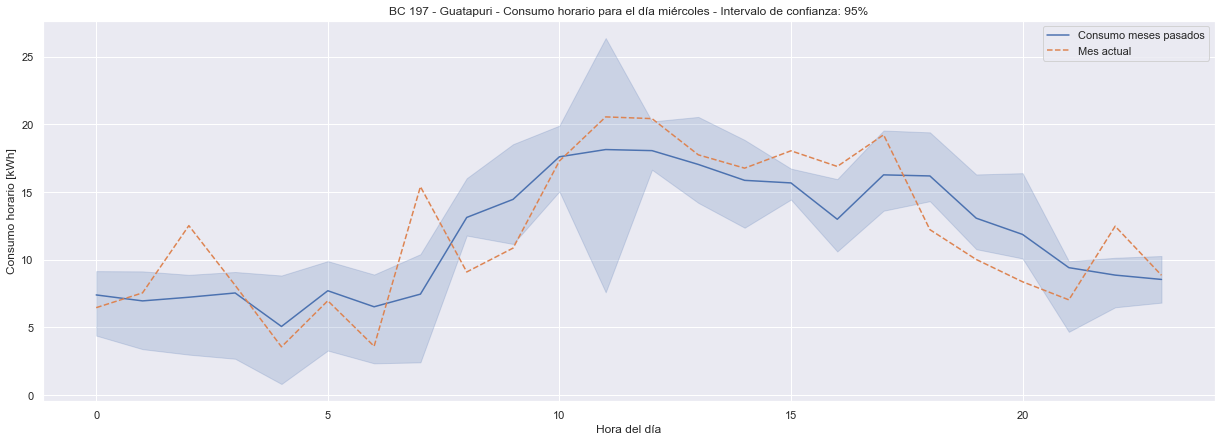 BC 197 - Guatapuri - Consumo horario para el día miércoles - Intervalo de confianza: 95%
Consumo meses pasados
Mes actual
Consumo horario [kWh]
25
20
15
10
5
0
0 5 10 15 20
Hora del día